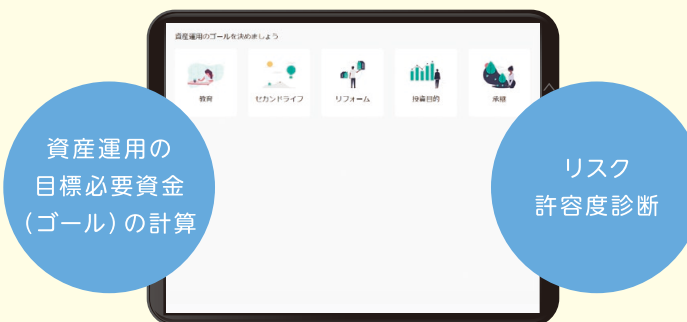 資産運用のゴールを決めましょう
教育
セカンドライフ
リフォーム
投資目的
承継
資産運用の
目標必要資金
(ゴール)の計算
リスク
許容度診断